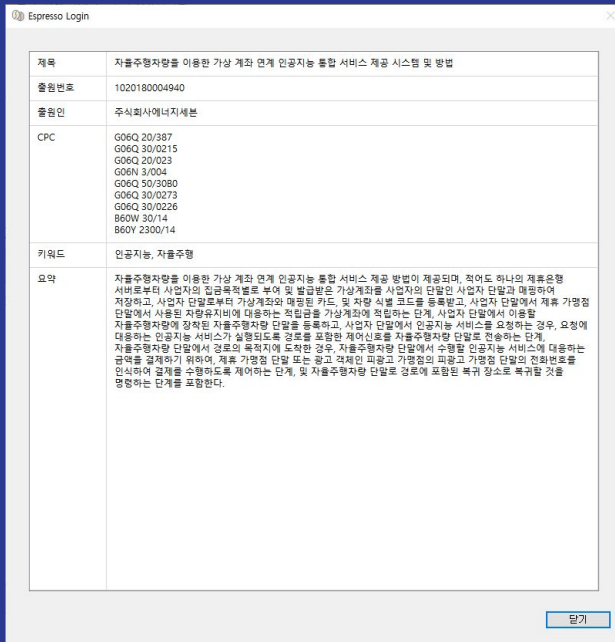 Espresso Login
제목 자율주행차량을 이용한 가상 계좌 연계 인공지능 통합 서비스 제공 시스템 및 방법
출원번호 1020180004940
출원인 주식회사에너지세븐
CPC G06Q 20/387
G06Q 30/0215
G06Q 20/023
G06N 3/004
G06Q 50/30B0
G06Q 30/0273
G06Q 30/0226
B60W 30/14
B60Y 2300/14
키워드 인공지능, 자율주행
요약 자율주행차량을 이용한 가상 계좌 연계 인공지능 통합 서비스 제공 방법이 제공되며, 적어도 하나의 제휴은행
서버로부터 사업자의 집금목적별로 부여 및 발급받은 가상계좌를 사업자의 단말인 사업자 단말과 매핑하여
저장하고, 사업자 단말로부터 가상계좌와 매핑된 카드, 및 차량 식별 코드를 등록받고, 사업자 단말에서 제휴 가맹점
단말에서 사용된 차량유지비에 대응하는 적립금을 가상계좌에 적립하는 단계, 사업자 단말에서 이용할
자율주행차량에 장착된 자율주행차량 단말을 등록하고, 사업자 단말에서 인공지능 서비스를 요청하는 경우, 요청에
대응하는 인공지능 서비스가 실행되도록 경로를 포함한 제어신호를 자율주행차량 단말로 전송하는 단계,
자율주행차량 단말에서 경로의 목적지에 도착한 경우, 자율주행차량 단말에서 수행할 인공지능 서비스에 대응하는
금액을 결제하기 위하여, 제휴 가맹점 단말 또는 광고 객체인 피광고 가맹점의 피광고 가맹점 단말의 전화번호를
인식하여 결제를 수행하도록 제어하는 단계, 및 자율주행차량 단말로 경로에 포함된 복귀 장소로 복귀할 것을
명령하는 단계를 포함한다.
닫기